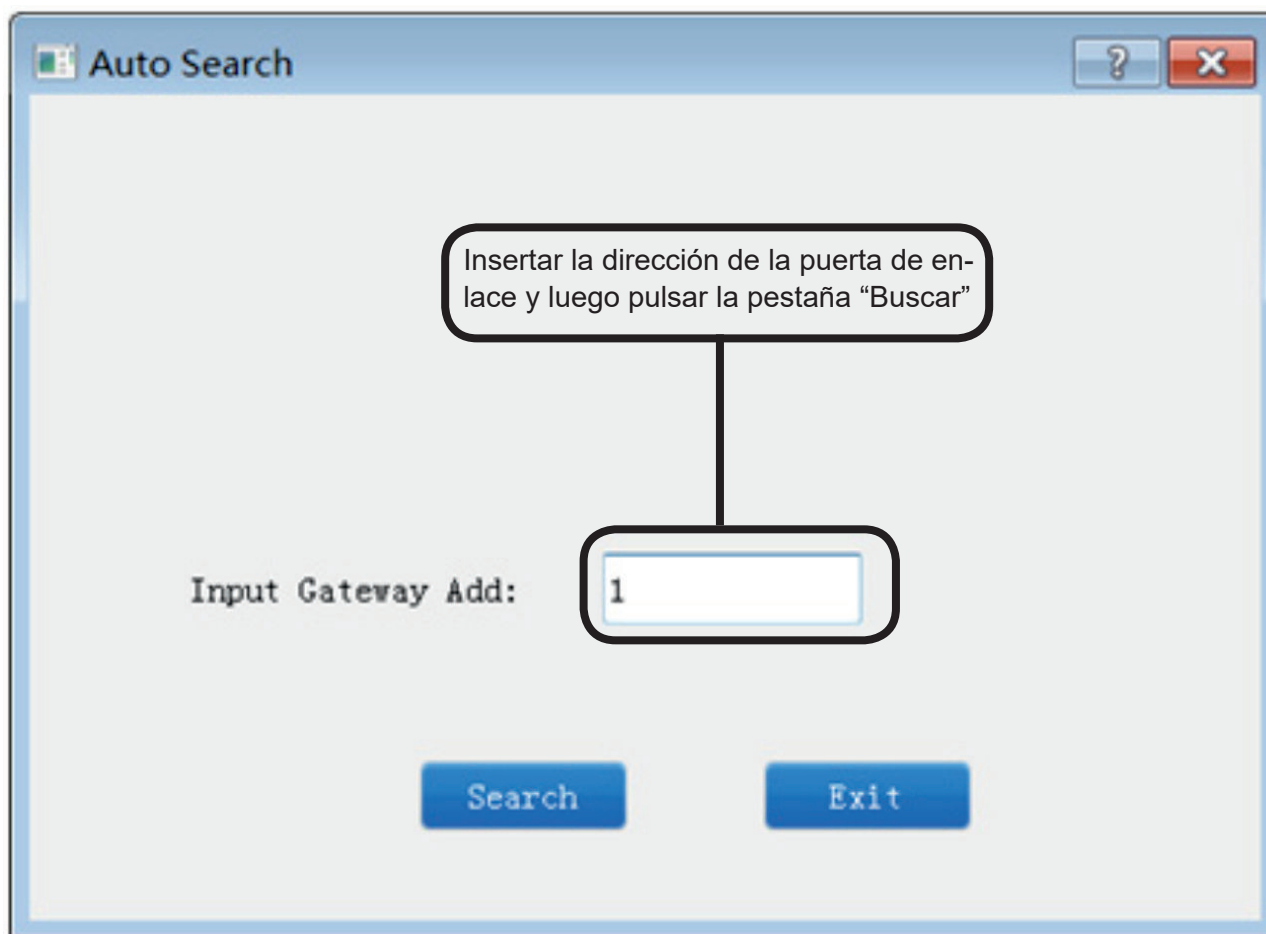 Auto Search
Insertar la dirección de la puerta de en-
lace y luego pulsar la pestaña “Buscar”
Input Gateway Add: 1
Search Exit